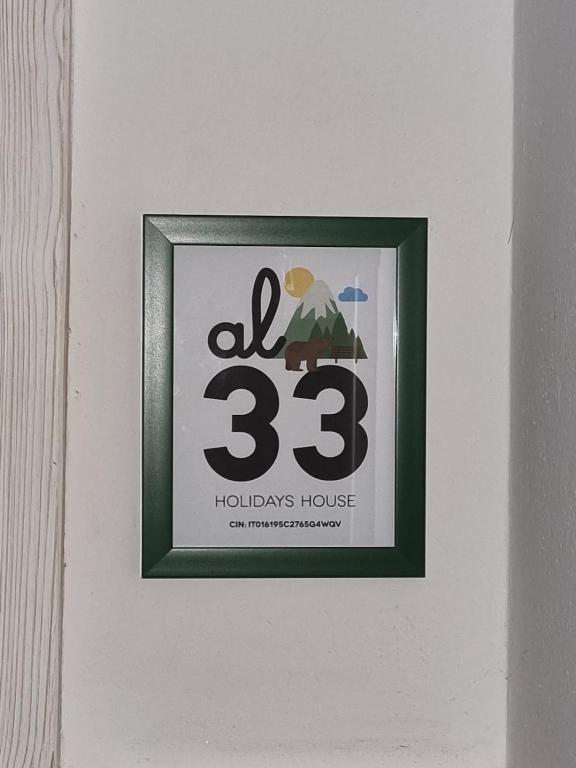 al
33
HOLIDAYS HOUSE
CIN: IT016195C2765G4WQV